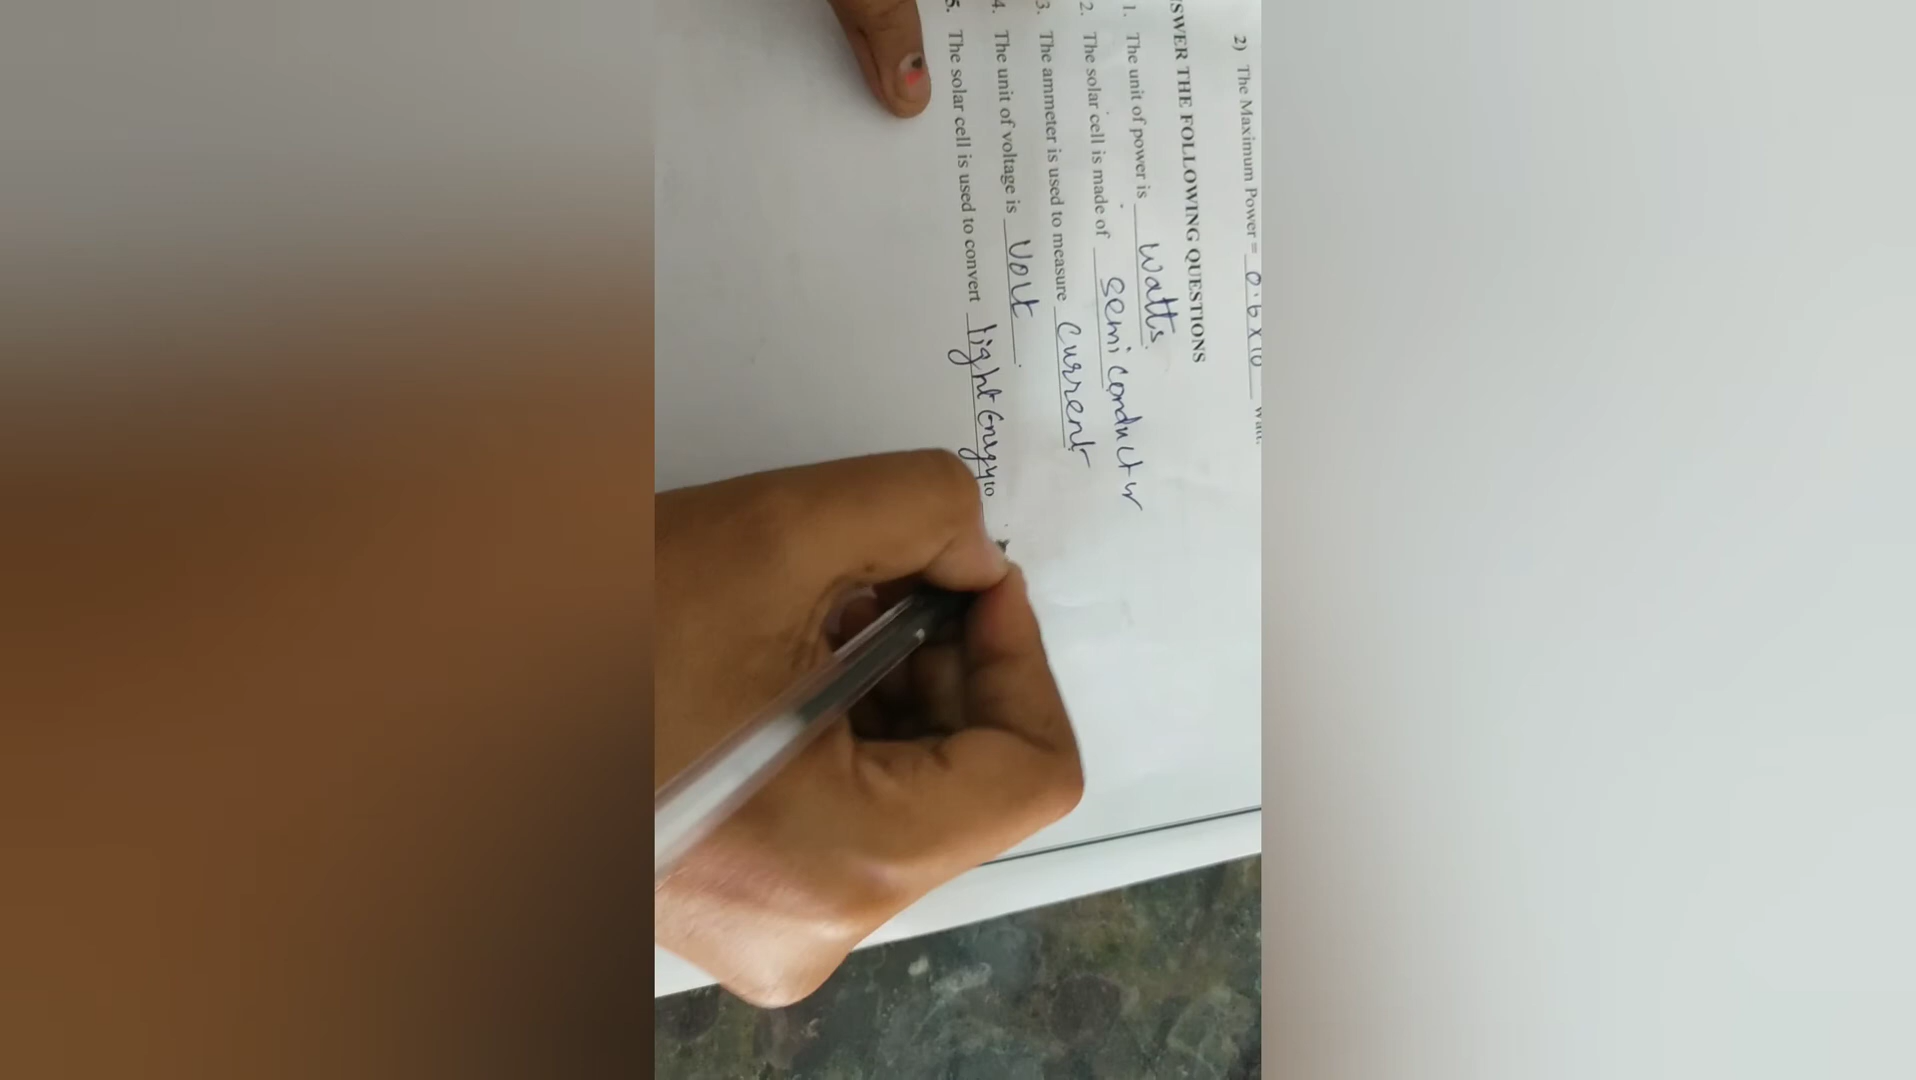 2) The Maximum Power = 0.6 x 10 Watt.
SWER THE FOLLOWING QUESTIONS
1. The unit of power is Watts.
2. The solar cell is made of Semi conductor
3. The ammeter is used to measure Current
4. The unit of voltage is Volt.
5. The solar cell is used to convert light Enrgy to